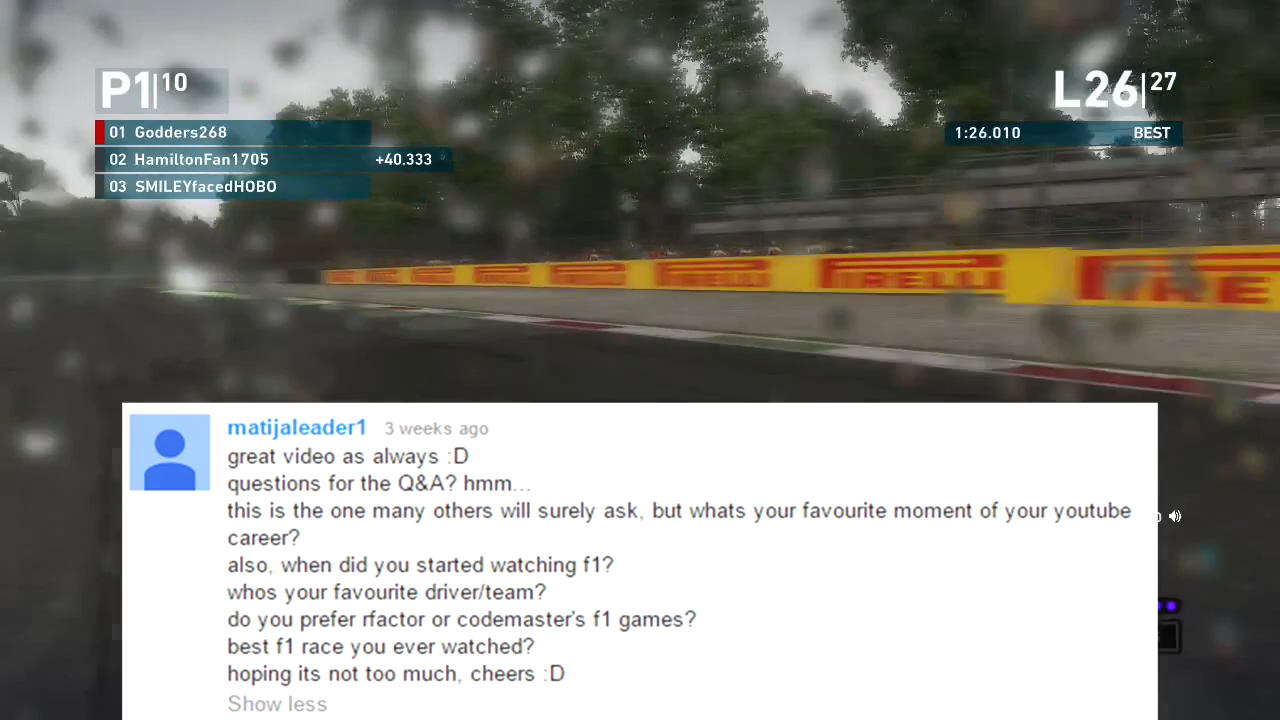 P1|10
L26|27
01 Godders268
1:26.010 BEST
02 HamiltonFan1705 +40.333
03 SMILEYfacedHOBO
PIRELLI
PIRELLI
matijaleader1 3 weeks ago
great video as always :D
questions for the Q&A? hmm...
this is the one many others will surely ask, but whats your favourite moment of your youtube
career?
also, when did you started watching f1?
whos your favourite driver/team?
do you prefer rfactor or codemaster's f1 games?
best f1 race you ever watched?
hoping its not too much, cheers :D
Show less